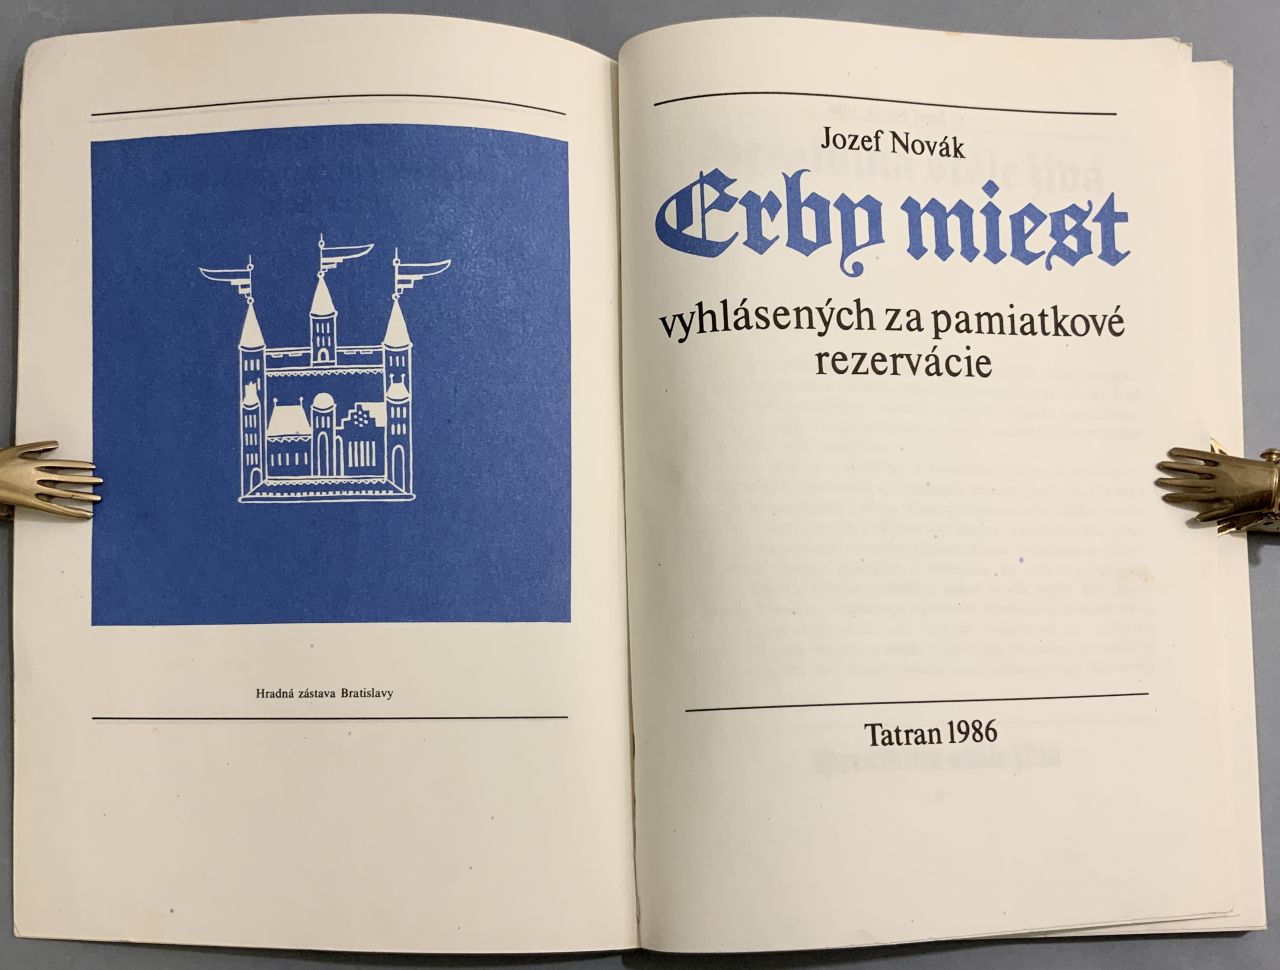 Hradná zástava Bratislavy
Jozef Novák
Erby miest
vyhlásených za pamiatkové
rezervácie
Tatran 1986